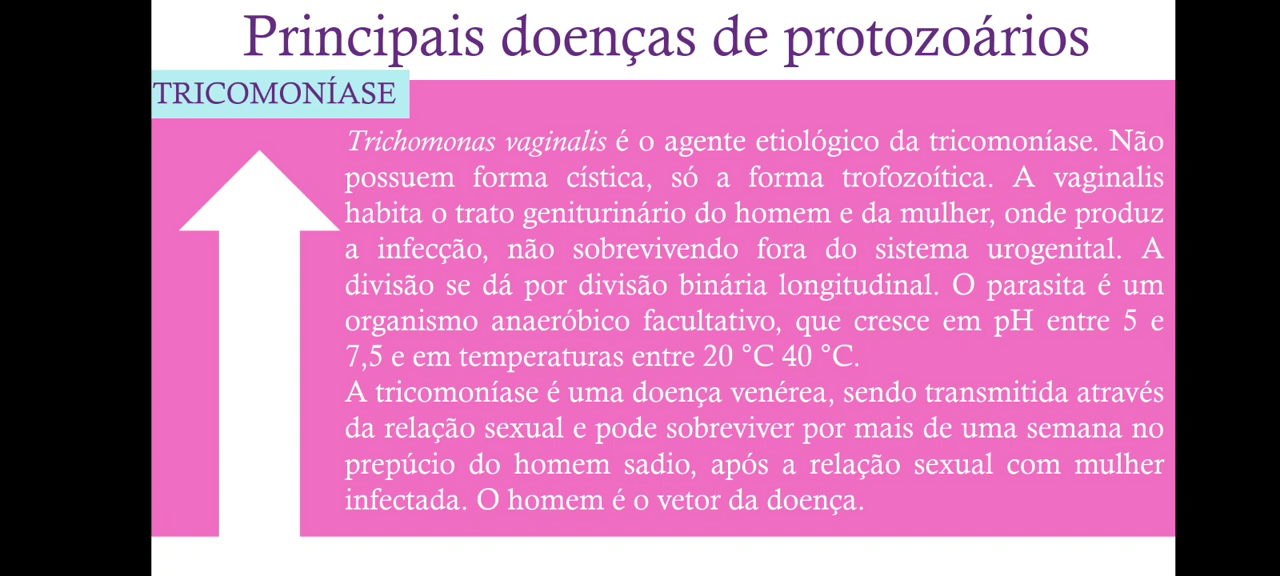 Principais doenças de protozoários
TRICOMONÍASE
Trichomonas vaginalis é o agente etiológico da tricomoníase. Não
possuem forma cística, só a forma trofozoítica. A vaginalis
habita o trato geniturinário do homem e da mulher, onde produz
a infecção, não sobrevivendo fora do sistema urogenital. A
divisão se dá por divisão binária longitudinal. O parasita é um
organismo anaeróbico facultativo, que cresce em pH entre 5 e
7,5 e em temperaturas entre 20 °C 40 °C.
A tricomoníase é uma doença venérea, sendo transmitida através
da relação sexual e pode sobreviver por mais de uma semana no
prepúcio do homem sadio, após a relação sexual com mulher
infectada. O homem é o vetor da doença.